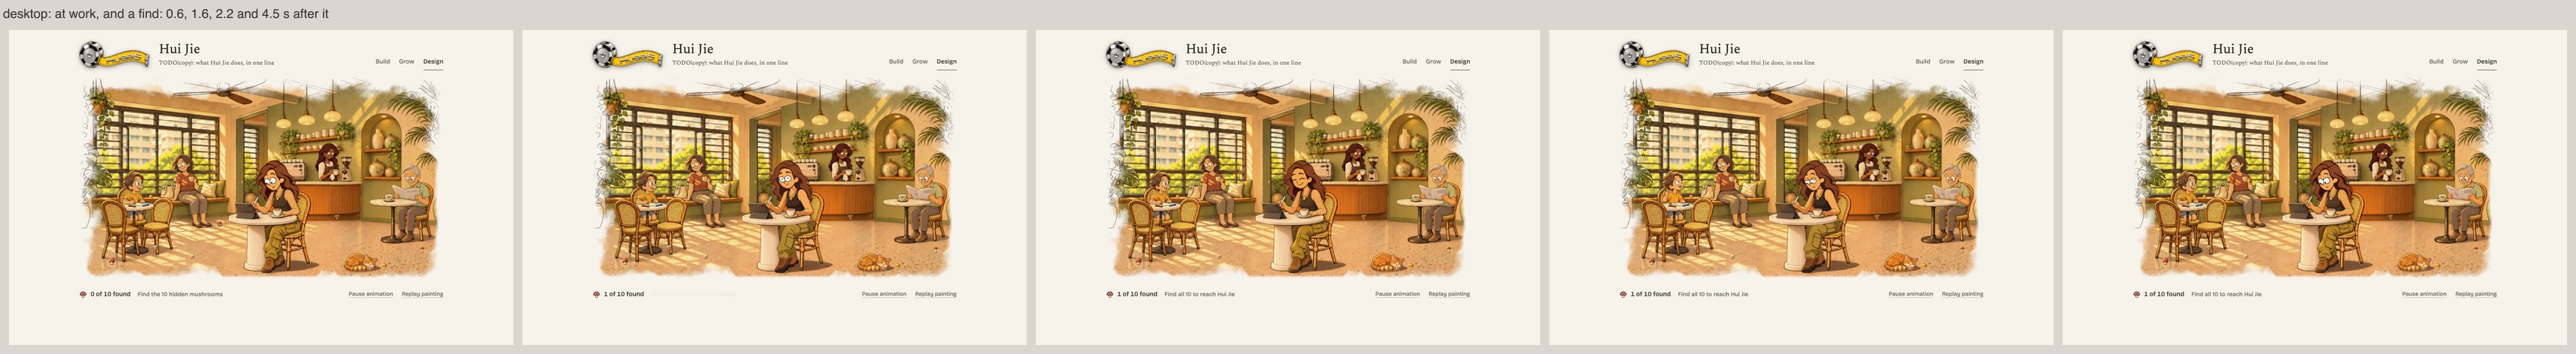 desktop: at work, and a find: 0.6, 1.6, 2.2 and 4.5 s after it
Hui Jie
TODO(copy): what Hui Jie does, in one line
Build Grow Design
0 of 10 found Find the 10 hidden mushrooms
Pause animation Replay painting
Hui Jie
TODO(copy): what Hui Jie does, in one line
Build Grow Design
1 of 10 found
Pause animation Replay painting
Hui Jie
TODO(copy): what Hui Jie does, in one line
Build Grow Design
1 of 10 found Find all 10 to reach Hui Jie
Pause animation Replay painting
Hui Jie
TODO(copy): what Hui Jie does, in one line
Build Grow Design
1 of 10 found Find all 10 to reach Hui Jie
Pause animation Replay painting
Hui Jie
TODO(copy): what Hui Jie does, in one line
Build Grow Design
1 of 10 found Find all 10 to reach Hui Jie
Pause animation Replay painting